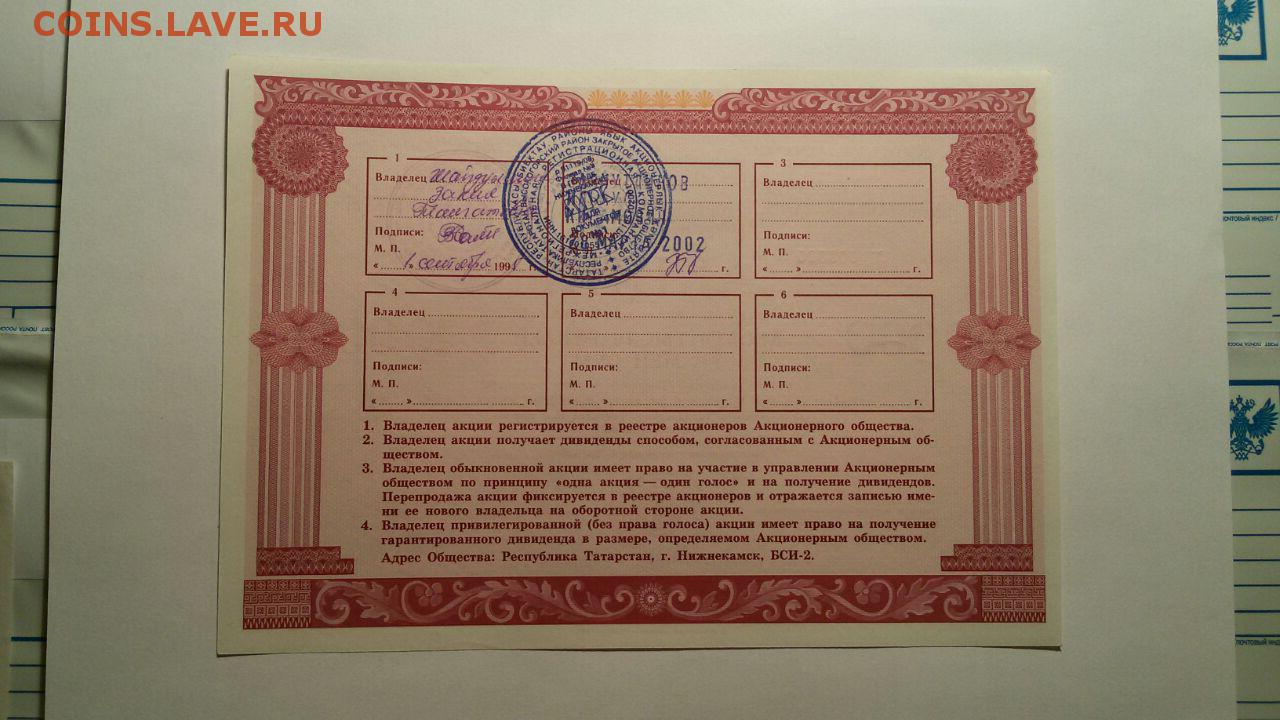 COINS.LAVE.RU
1
Владелец
Закия
Подписи:
М. П.
« » 1 сентября 199 г.
2002
г.
3
Владелец
Подписи:
М. П.
« » г.
4
Владелец
Подписи:
М. П.
« » г.
5
Владелец
Подписи:
М. П.
« » г.
6
Владелец
Подписи:
М. П.
« » г.
1. Владелец акции регистрируется в реестре акционеров Акционерного общества.
2. Владелец акции получает дивиденды способом, согласованным с Акционерным об-
ществом.
3. Владелец обыкновенной акции имеет право на участие в управлении Акционерным
обществом по принципу «одна акция — один голос» и на получение дивидендов.
Перепродажа акции фиксируется в реестре акционеров и отражается записью име-
ни ее нового владельца на оборотной стороне акции.
4. Владелец привилегированной (без права голоса) акции имеет право на получение
гарантированного дивиденда в размере, определяемом Акционерным обществом.
Адрес Общества: Республика Татарстан, г. Нижнекамск, БСИ-2.